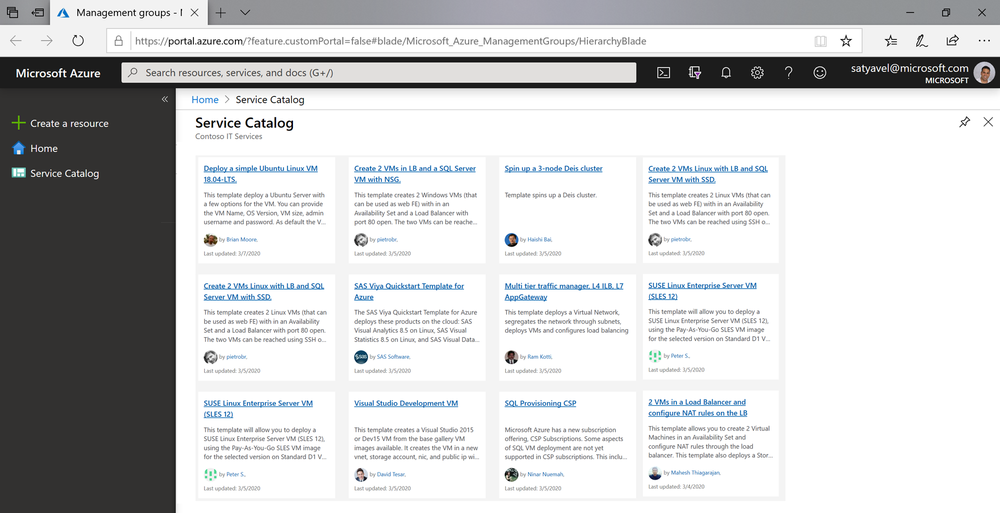 Management groups - 
https://portal.azure.com/?feature.customPortal=false#blade/Microsoft_Azure_ManagementGroups/HierarchyBlade
Microsoft Azure
Search resources, services, and docs (G+/)
satyavel@microsoft.com
MICROSOFT
Create a resource
Home
Service Catalog
Home > Service Catalog
Service Catalog
Contoso IT Services
Deploy a simple Ubuntu Linux VM
18.04-LTS.
This template deploy a Ubuntu Server with
a few options for the VM. You can provide
the VM Name, OS Version, VM size, admin
username and password. As default the V...
by Brian Moore,
Last updated: 3/7/2020
Create 2 VMs in LB and a SQL Server
VM with NSG.
This template creates 2 Windows VMs (that
can be used as web FE) with in an
Availability Set and a Load Balancer with
port 80 open. The two VMs can be reache...
by pietrobr,
Last updated: 3/5/2020
Spin up a 3-node Deis cluster
Template spins up a Deis cluster.
by Haishi Bai,
Last updated: 3/5/2020
Create 2 VMs Linux with LB and SQL
Server VM with SSD.
This template creates 2 Linux VMs (that can
be used as web FE) with in an Availability
Set and a Load Balancer with port 80 open.
The two VMs can be reached using SSH o...
by pietrobr,
Last updated: 3/5/2020
Create 2 VMs Linux with LB and SQL
Server VM with SSD.
This template creates 2 Linux VMs (that can
be used as web FE) with in an Availability
Set and a Load Balancer with port 80 open.
The two VMs can be reached using SSH o...
by pietrobr,
Last updated: 3/5/2020
SAS Viya Quickstart Template for
Azure
The SAS Viya Quickstart Template for Azure
deploys these products on the cloud: SAS
Visual Analytics 8.5 on Linux, SAS Visual
Statistics 8.5 on Linux, and SAS Visual Data...
sas
by SAS Software,
Last updated: 3/5/2020
Multi tier traffic manager, L4 ILB, L7
AppGateway
This template deploys a Virtual Network,
segregates the network through subnets,
deploys VMs and configures load balancing
by Ram Kotti,
Last updated: 3/5/2020
SUSE Linux Enterprise Server VM
(SLES 12)
This template will allow you to deploy a
SUSE Linux Enterprise Server VM (SLES 12),
using the Pay-As-You-Go SLES VM image
for the selected version on Standard D1 V...
by Peter S.,
Last updated: 3/5/2020
SUSE Linux Enterprise Server VM
(SLES 12)
This template will allow you to deploy a
SUSE Linux Enterprise Server VM (SLES 12),
using the Pay-As-You-Go SLES VM image
for the selected version on Standard D1 V...
by Peter S.,
Last updated: 3/5/2020
Visual Studio Development VM
This template creates a Visual Studio 2015
or Dev15 VM from the base gallery VM
images available. It creates the VM in a new
vnet, storage account, nic, and public ip wi...
by David Tesar,
Last updated: 3/5/2020
SQL Provisioning CSP
Microsoft Azure has a new subscription
offering, CSP Subscriptions. Some aspects
of SQL VM deployment are not yet
supported in CSP subscriptions. This inclu...
by Ninar Nuemah,
Last updated: 3/5/2020
2 VMs in a Load Balancer and
configure NAT rules on the LB
This template allows you to create 2 Virtual
Machines in an Availability Set and
configure NAT rules through the load
balancer. This template also deploys a Stor...
by Mahesh Thiagarajan,
Last updated: 3/4/2020